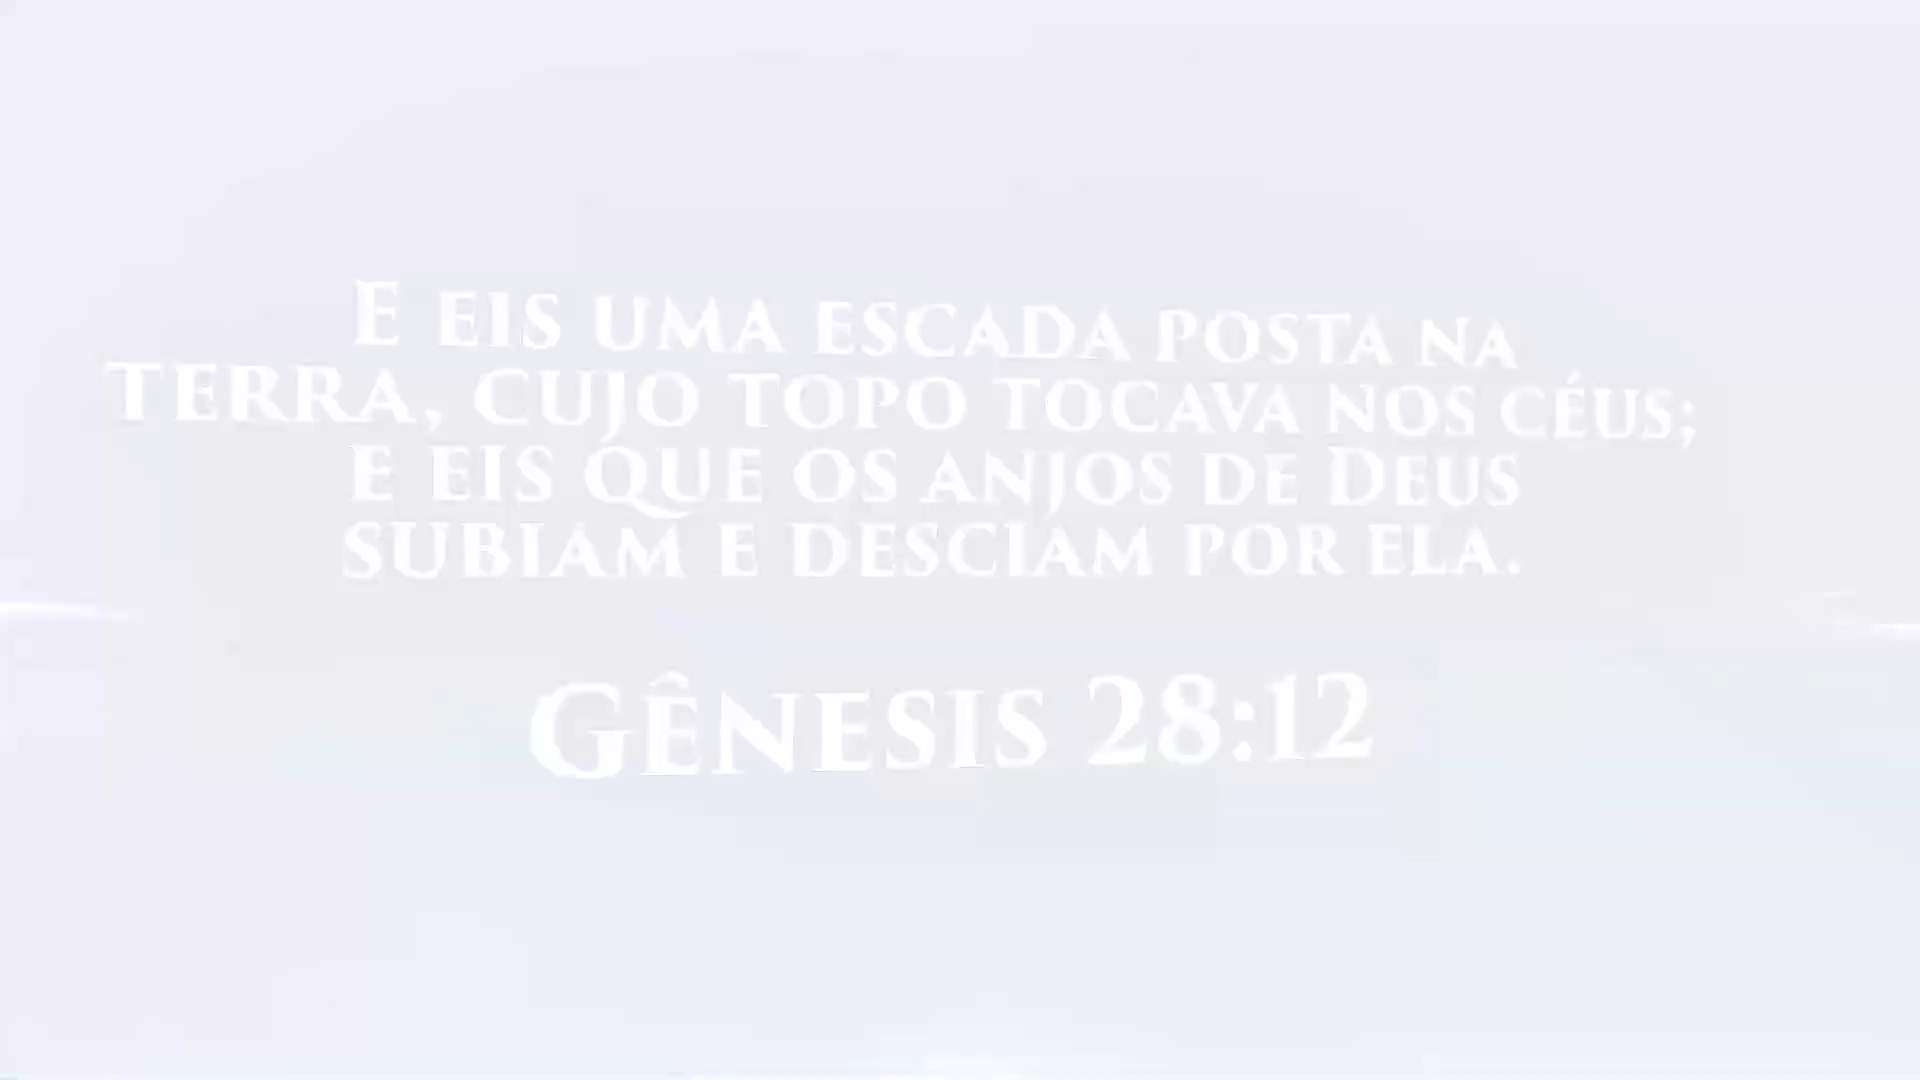 E EIS UMA ESCADA POSTA NA
TERRA, CUJO TOPO TOCAVA NOS CÉUS;
E EIS QUE OS ANJOS DE DEUS
SUBIAM E DESCIAM POR ELA.
GÊNESIS 28:12